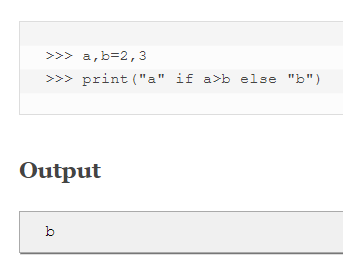 >>> a,b=2,3
>>> print("a" if a>b else "b")
Output
b